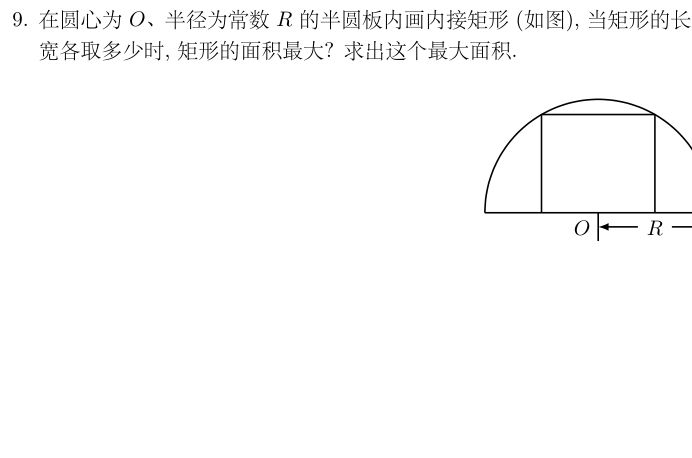 9. 在圆心为 O、半径为常数 R 的半圆板内画内接矩形 (如图), 当矩形的长
宽各取多少时, 矩形的面积最大? 求出这个最大面积.
O R